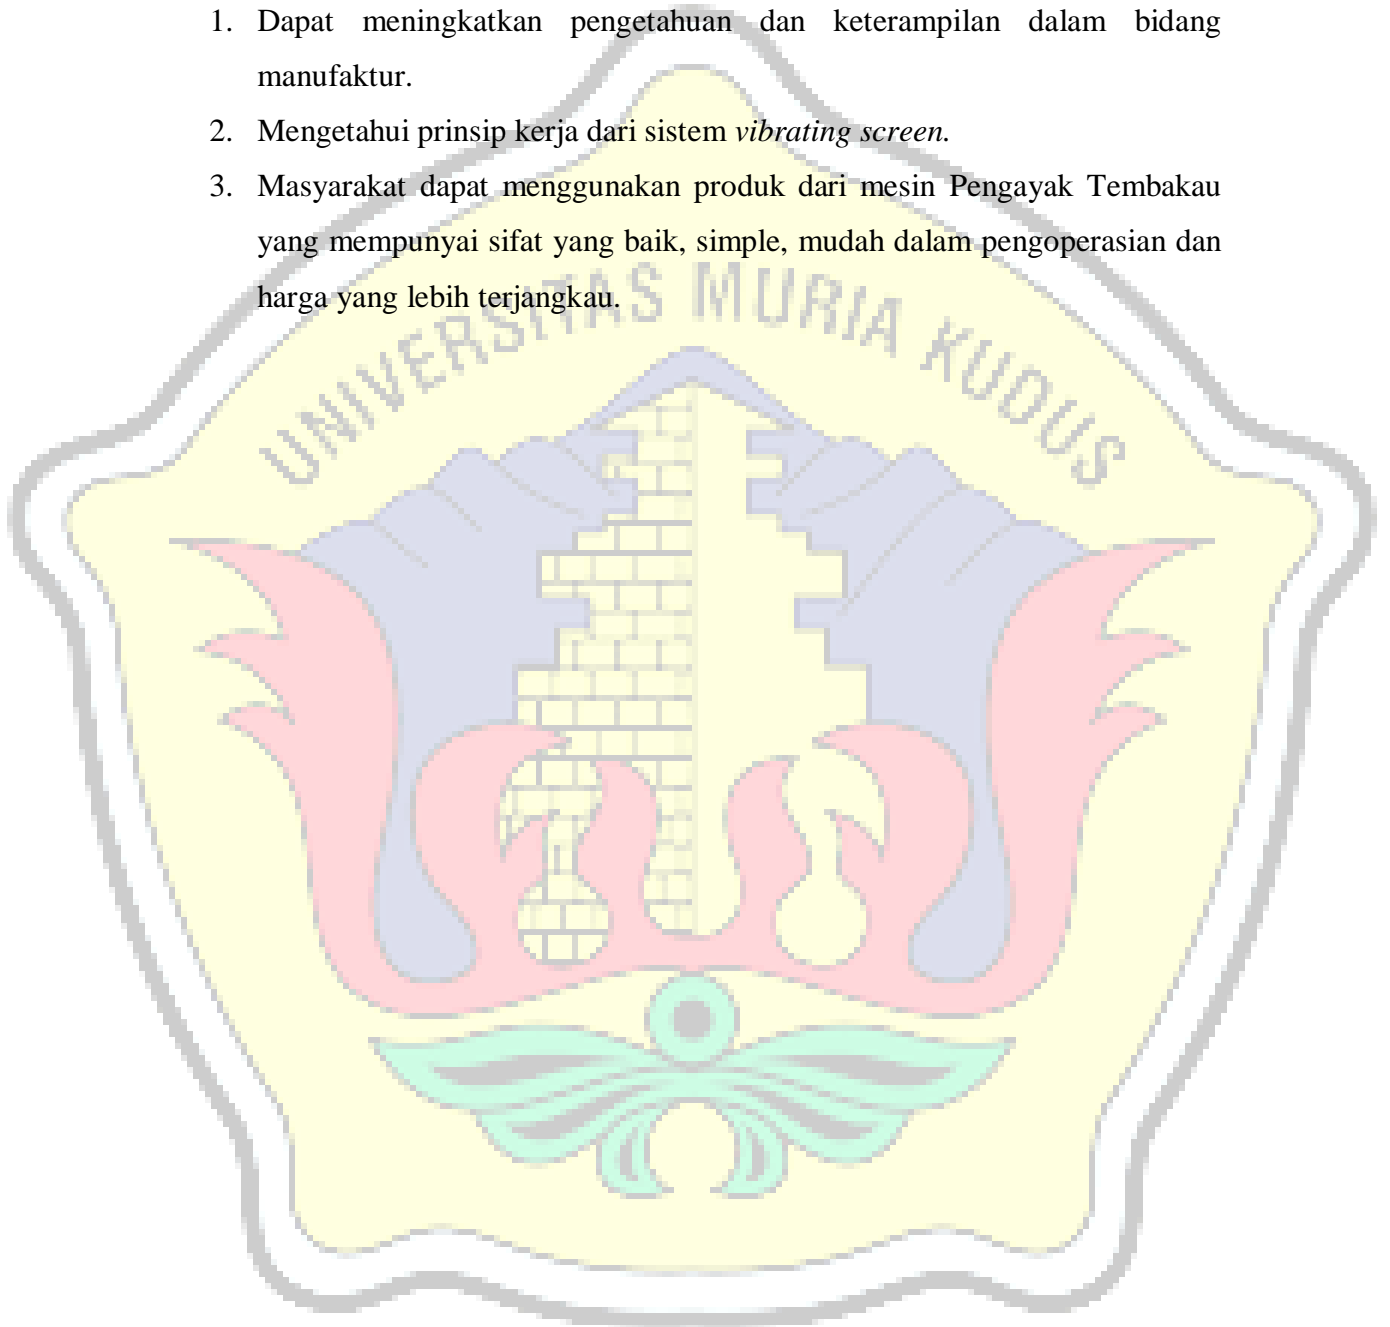 1. Dapat meningkatkan pengetahuan dan keterampilan dalam bidang
manufaktur.
2. Mengetahui prinsip kerja dari sistem vibrating screen.
3. Masyarakat dapat menggunakan produk dari mesin Pengayak Tembakau
yang mempunyai sifat yang baik, simple, mudah dalam pengoperasian dan
harga yang lebih terjangkau.
UNIVERSITAS MURIA KUDUS